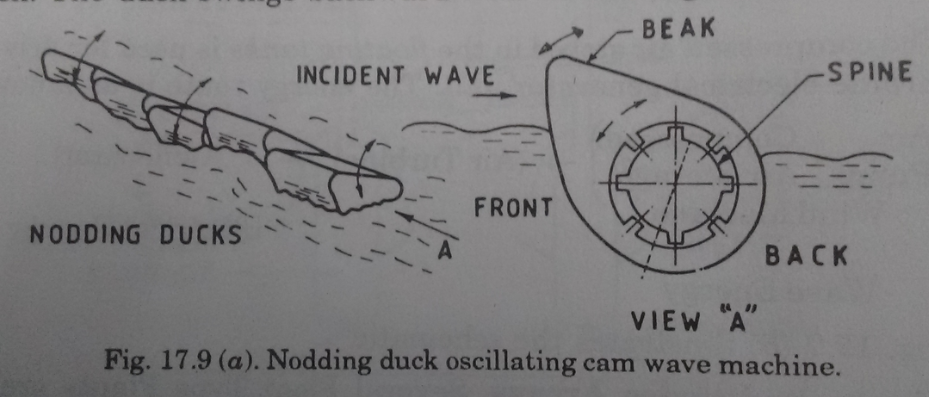 BEAK
INCIDENT WAVE
SPINE
FRONT
NODDING DUCKS
A
BACK
VIEW "A"
Fig. 17.9 (a). Nodding duck oscillating cam wave machine.